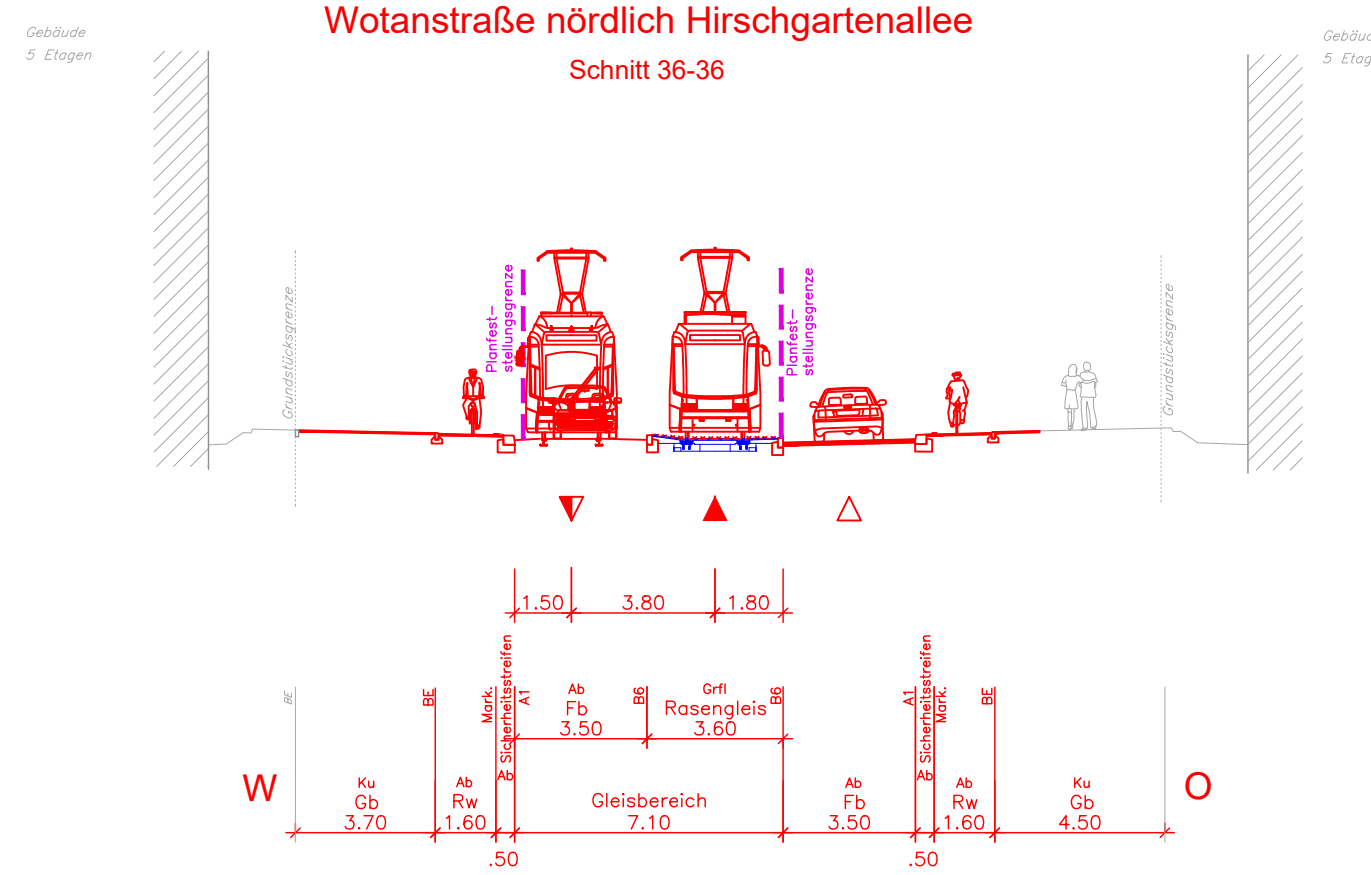 Wotanstraße nördlich Hirschgartenallee
Schnitt 36-36
Gebäude
5 Etagen
Gebäud
5 Etag
Grundstücksgrenze
Planfest–
stellungsgrenze
Planfest–
stellungsgrenze
Grundstücksgrenze
1.50
3.80
1.80
BE
BE
Mark.
Sicherheitsstreifen
Ab
A1
Ab
Fb
3.50
B6
Grfl
Rasengleis
3.60
B6
A1
Sicherheitsstreifen
Ab
Mark.
BE
W
Ku
Gb
3.70
Ab
Rw
1.60
.50
Gleisbereich
7.10
Ab
Fb
3.50
.50
Ab
Rw
1.60
Ku
Gb
4.50
O